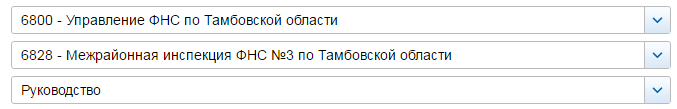 6800 - Управление ФНС по Тамбовской области
6828 - Межрайонная инспекция ФНС №3 по Тамбовской области
Руководство